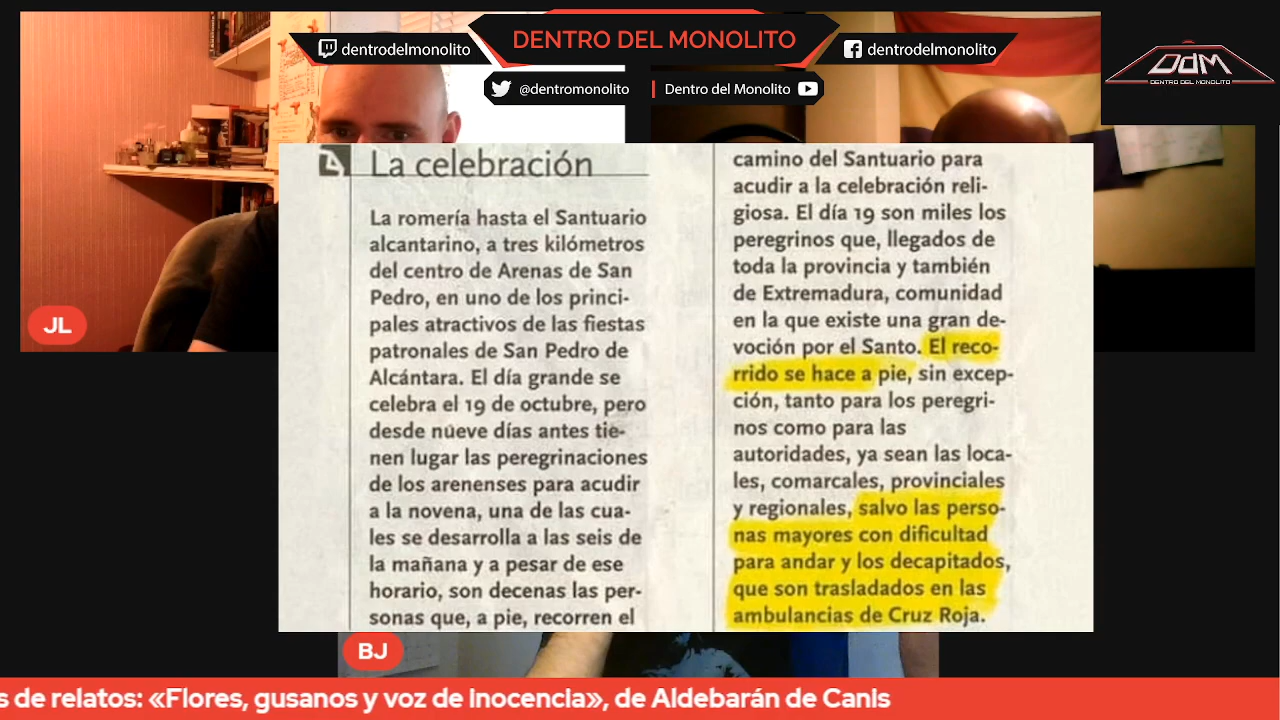 DENTRO DEL MONOLITO
dentrodelmonolito
dentrodelmonolito
@dentromonolito
Dentro del Monolito
DdM
DENTRO DEL MONOLITO
La celebración
La romería hasta el Santuario
alcantarino, a tres kilómetros
del centro de Arenas de San
Pedro, en uno de los princi-
pales atractivos de las fiestas
patronales de San Pedro de
Alcántara. El día grande se
celebra el 19 de octubre, pero
desde nueve días antes tie-
nen lugar las peregrinaciones
de los arenenses para acudir
a la novena, una de las cua-
les se desarrolla a las seis de
la mañana y a pesar de ese
horario, son decenas las per-
sonas que, a pie, recorren el
camino del Santuario para
acudir a la celebración reli-
giosa. El día 19 son miles los
peregrinos que, llegados de
toda la provincia y también
de Extremadura, comunidad
en la que existe una gran de-
voción por el Santo. El reco-
rrido se hace a pie, sin excep-
ción, tanto para los peregri-
nos como para las
autoridades, ya sean las loca-
les, comarcales, provinciales
y regionales, salvo las perso-
nas mayores con dificultad
para andar y los decapitados,
que son trasladados en las
ambulancias de Cruz Roja.
JL
BJ
s de relatos: «Flores, gusanos y voz de inocencia», de Aldebarán de Canis